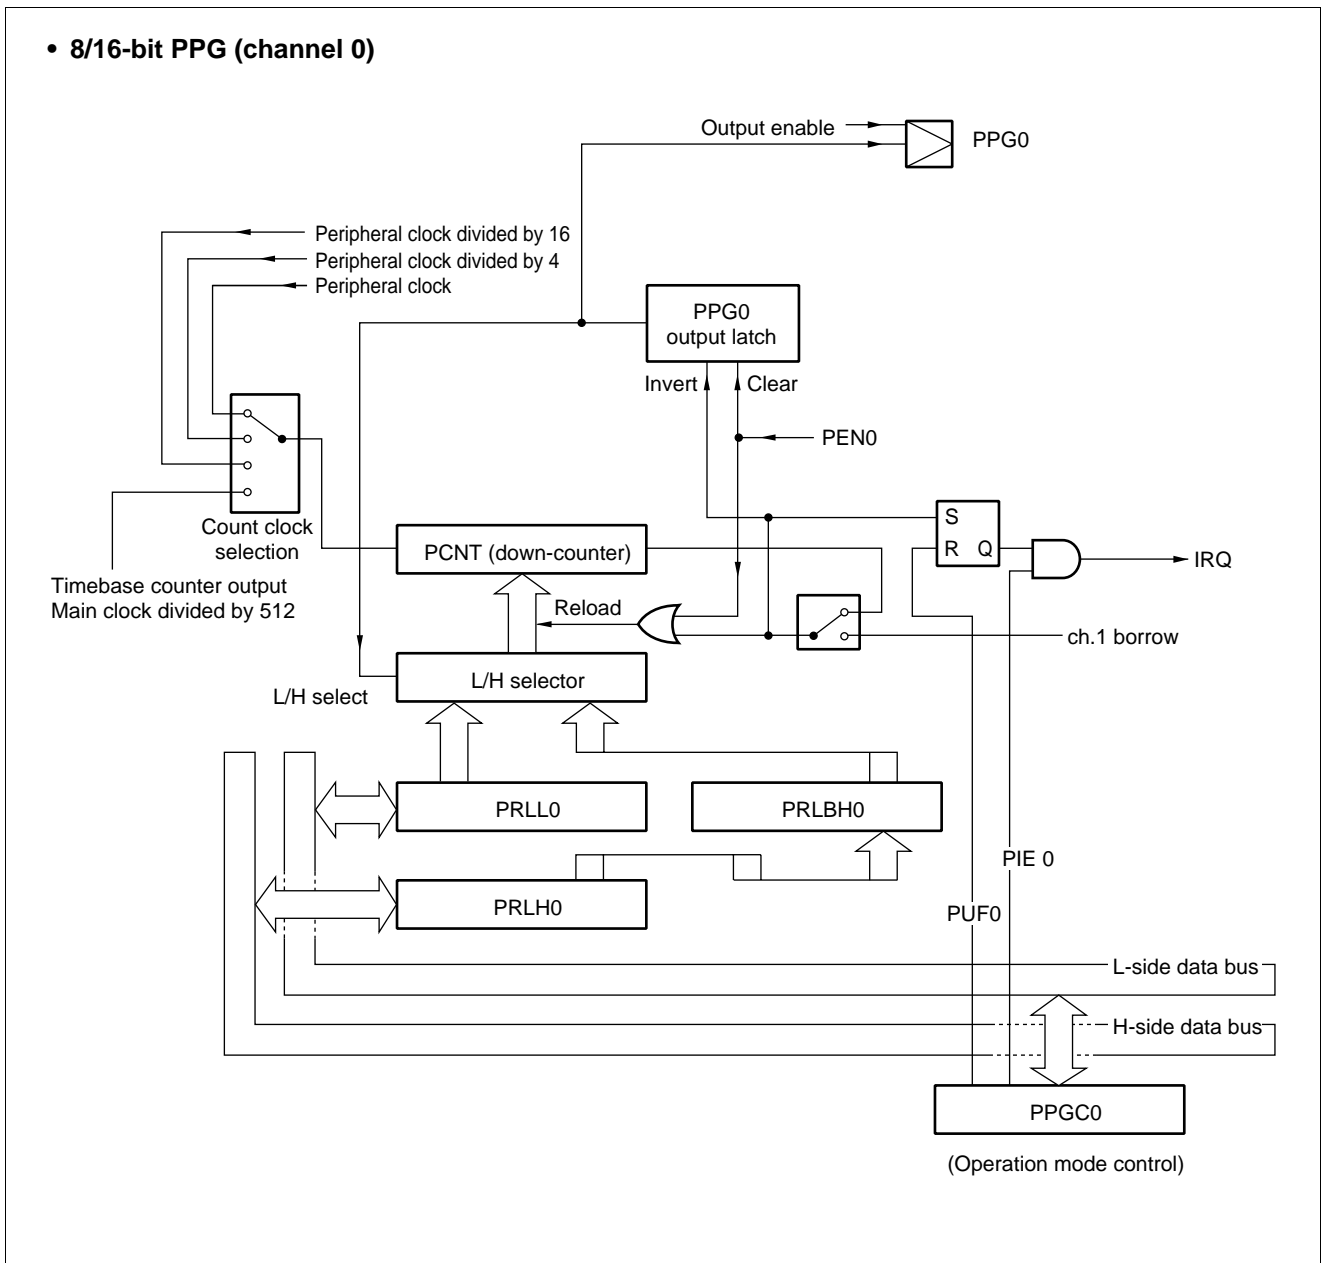 • 8/16-bit PPG (channel 0)
Output enable
PPG0
Peripheral clock divided by 16
Peripheral clock divided by 4
Peripheral clock
PPG0
output latch
Invert
Clear
PEN0
Count clock
selection
PCNT (down-counter)
S
R Q
IRQ
Timebase counter output
Main clock divided by 512
Reload
ch.1 borrow
L/H selector
L/H select
PRLL0
PRLBH0
PIE 0
PRLH0
PUF0
L-side data bus
H-side data bus
PPGC0
(Operation mode control)